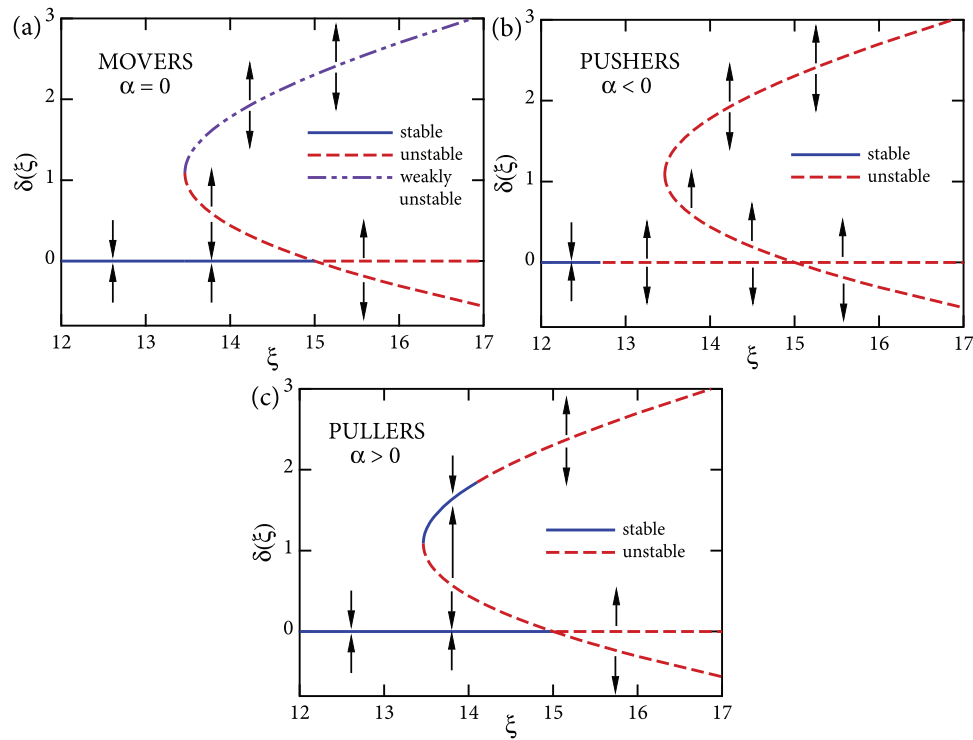 (a)
MOVERS
α = 0
3
2
1
0
δ(ξ)
stable
unstable
weakly
unstable
12
13
14
15
16
17
ξ
(b)
PUSHERS
α < 0
3
2
1
0
δ(ξ)
stable
unstable
12
13
14
15
16
17
ξ
(c)
PULLERS
α > 0
3
2
1
0
δ(ξ)
stable
unstable
12
13
14
15
16
17
ξ